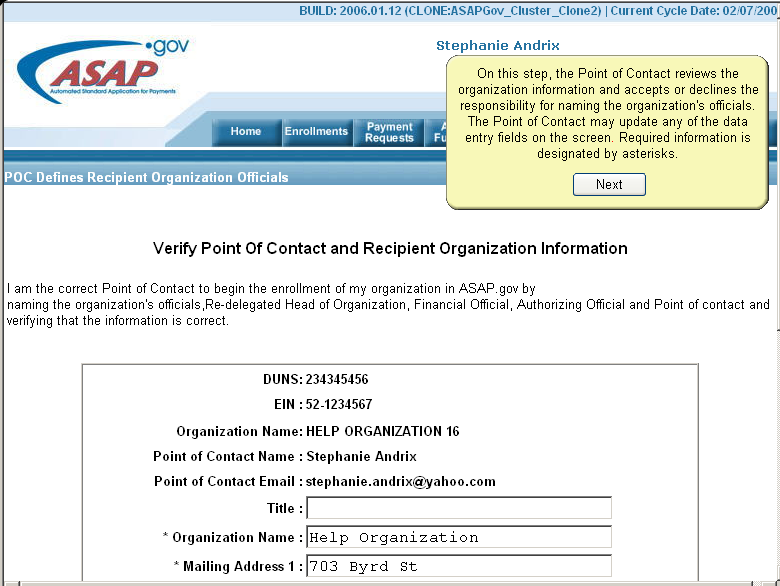 BUILD: 2006.01.12 (CLONE:ASAPGov_Cluster_Clone2) | Current Cycle Date: 02/07/200
.gov
ASAP
Automated Standard Application for Payments
Stephanie Andrix
On this step, the Point of Contact reviews the
organization information and accepts or declines the
responsibility for naming the organization's officials.
The Point of Contact may update any of the data
entry fields on the screen. Required information is
designated by asterisks.
Next
Home
Enrollments
Payment
Requests
A
Fu
POC Defines Recipient Organization Officials
Verify Point Of Contact and Recipient Organization Information
I am the correct Point of Contact to begin the enrollment of my organization in ASAP.gov by
naming the organization's officials,Re-delegated Head of Organization, Financial Official, Authorizing Official and Point of contact and
verifying that the information is correct.
DUNS: 234345456
EIN : 52-1234567
Organization Name: HELP ORGANIZATION 16
Point of Contact Name : Stephanie Andrix
Point of Contact Email : stephanie.andrix@yahoo.com
Title :
* Organization Name : Help Organization
* Mailing Address 1 : 703 Byrd St